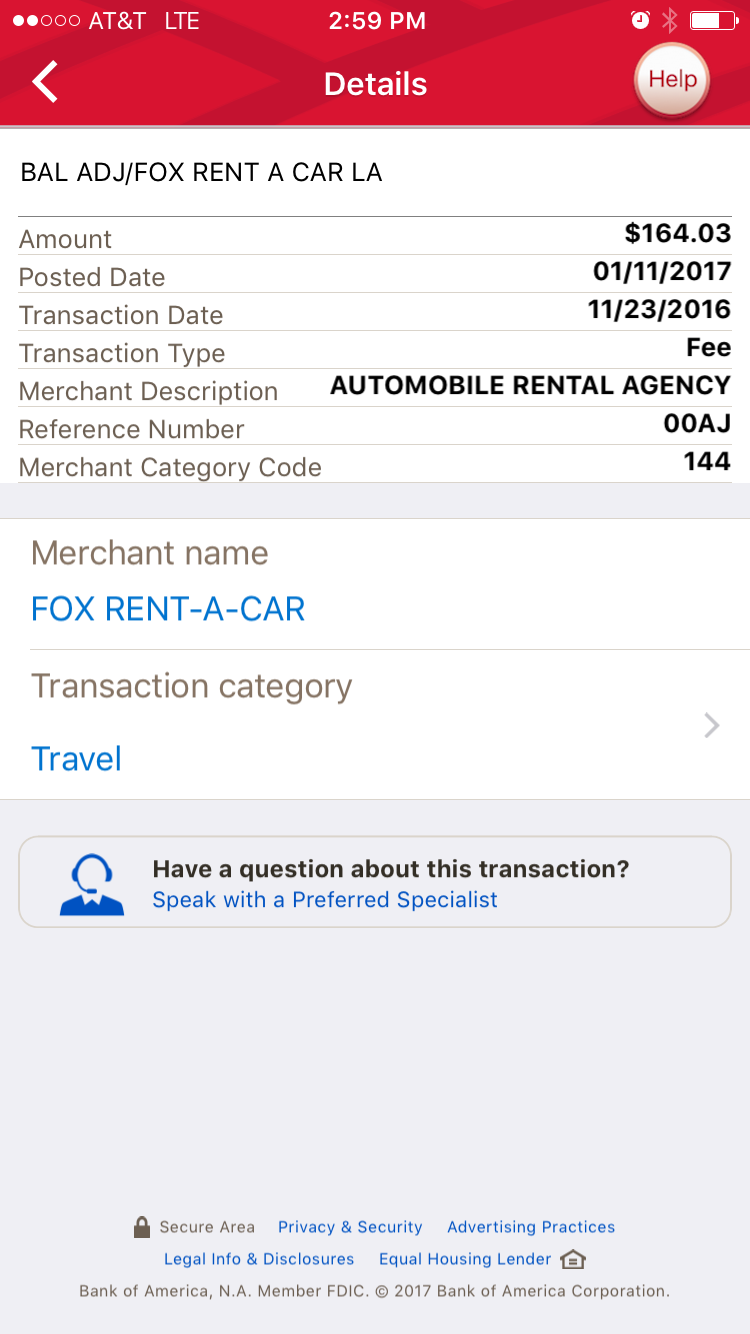 AT&T LTE 2:59 PM
Details
Help
BAL ADJ/FOX RENT A CAR LA
Amount $164.03
Posted Date 01/11/2017
Transaction Date 11/23/2016
Transaction Type Fee
Merchant Description AUTOMOBILE RENTAL AGENCY
Reference Number 00AJ
Merchant Category Code 144
Merchant name
FOX RENT-A-CAR
Transaction category
Travel
Have a question about this transaction?
Speak with a Preferred Specialist
Secure Area Privacy & Security Advertising Practices
Legal Info & Disclosures Equal Housing Lender
Bank of America, N.A. Member FDIC. © 2017 Bank of America Corporation.